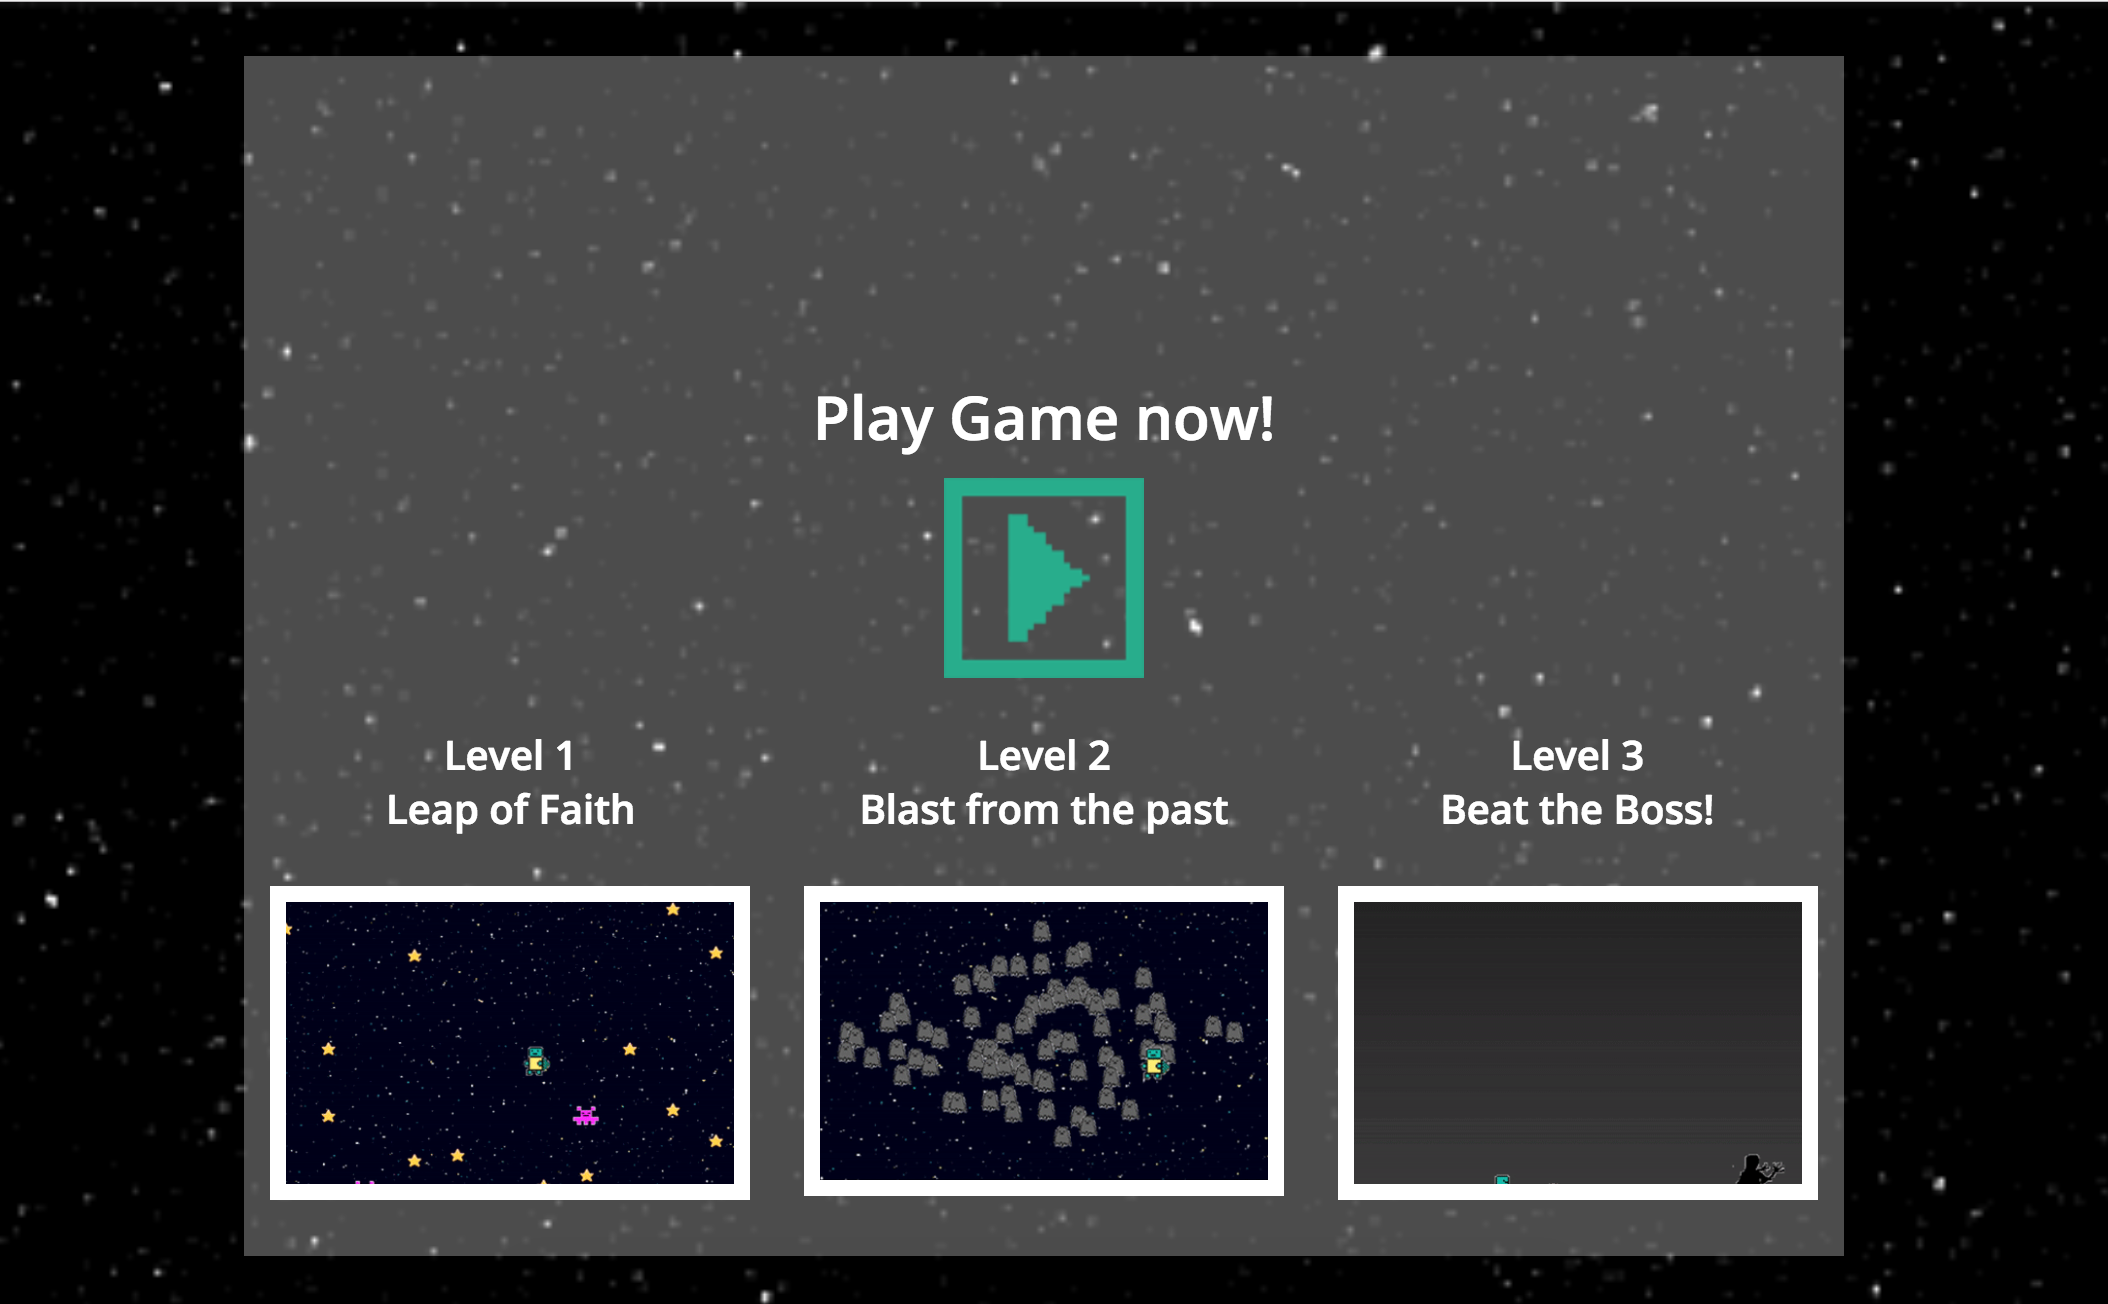 Play Game now!
Level 1
Leap of Faith
Level 2
Blast from the past
Level 3
Beat the Boss!